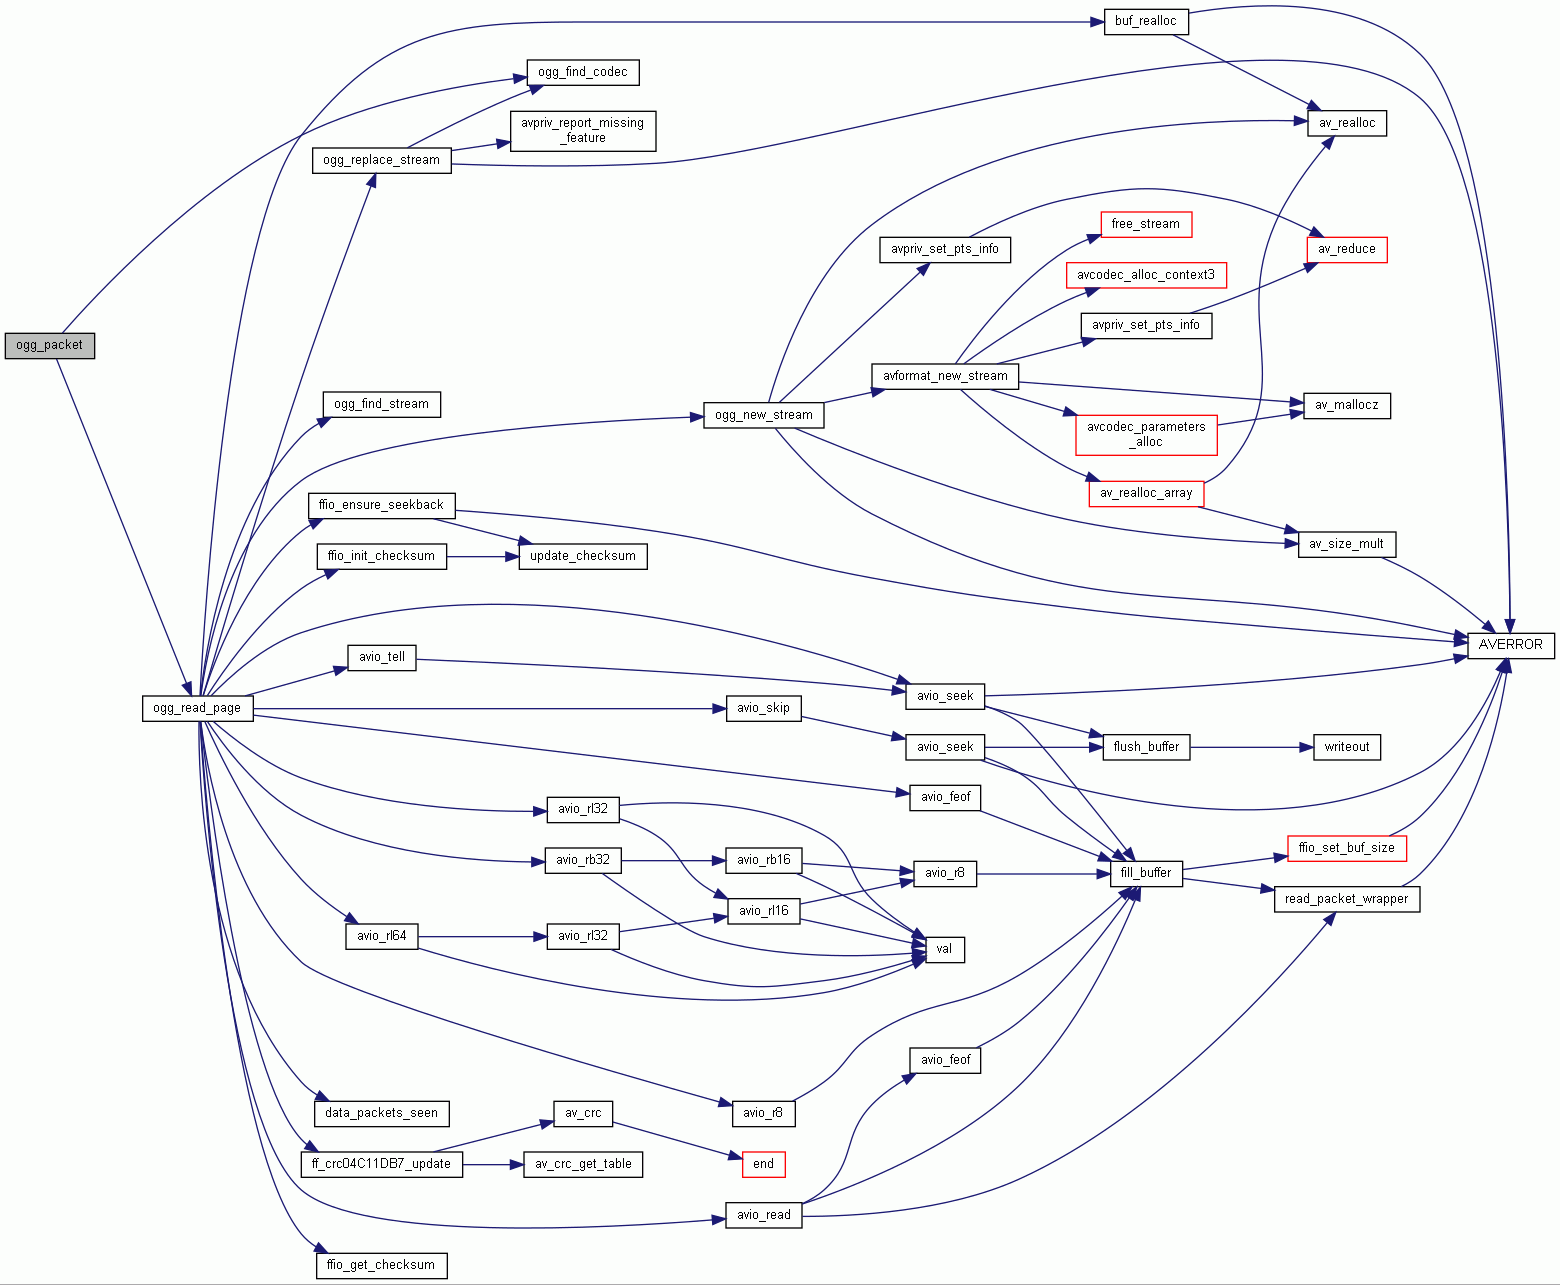 buf_realloc
ogg_find_codec
avpriv_report_missing
_feature
av_realloc
ogg_replace_stream
free_stream
avpriv_set_pts_info
av_reduce
avcodec_alloc_context3
avpriv_set_pts_info
ogg_packet
avformat_new_stream
ogg_find_stream
av_mallocz
ogg_new_stream
avcodec_parameters
_alloc
av_realloc_array
ffio_ensure_seekback
av_size_mult
ffio_init_checksum
update_checksum
AVERROR
avio_tell
avio_seek
ogg_read_page
avio_skip
avio_seek
flush_buffer
writeout
avio_feof
avio_rl32
ffio_set_buf_size
avio_rb32
avio_rb16
avio_r8
fill_buffer
read_packet_wrapper
avio_rl16
avio_rl64
avio_rl32
val
avio_feof
data_packets_seen
av_crc
avio_r8
ff_crc04C11DB7_update
av_crc_get_table
end
avio_read
ffio_get_checksum